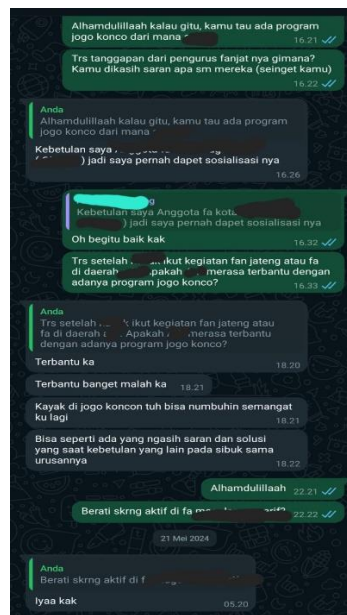 Alhamdulillaah kalau gitu, kamu tau ada program
jogo konco dari mana
16.21
Trs tanggapan dari pengurus fanjat nya gimana?
Kamu dikasih saran apa sm mereka (seinget kamu)
16.22
Anda
Alhamdulillaah kalau gitu, kamu tau ada program
jogo konco dari mana
Kebetulan saya
) jadi saya pernah dapet sosialisasi nya
16.26
Kebetulan saya Anggota fa kota
) jadi saya pernah dapet sosialisasi nya
Oh begitu baik kak
16.32
Trs setelah ikut kegiatan fan jateng atau fa
di daerah apakah merasa terbantu dengan
adanya program jogo konco?
16.33
Anda
Trs setelah ikut kegiatan fan jateng atau
fa di daerah Apakah merasa terbantu
dengan adanya program jogo konco?
Terbantu ka
18.20
Terbantu banget malah ka
18.21
Kayak di jogo koncon tuh bisa numbuhin semangat
ku lagi
18.21
Bisa seperti ada yang ngasih saran dan solusi
yang saat kebetulan yang lain pada sibuk sama
urusannya
18.22
Alhamdulillaah
22.21
Berati skrng aktif di fa
22.22
21 Mei 2024
Anda
Berati skrng aktif di
Iyaa kak
05.20